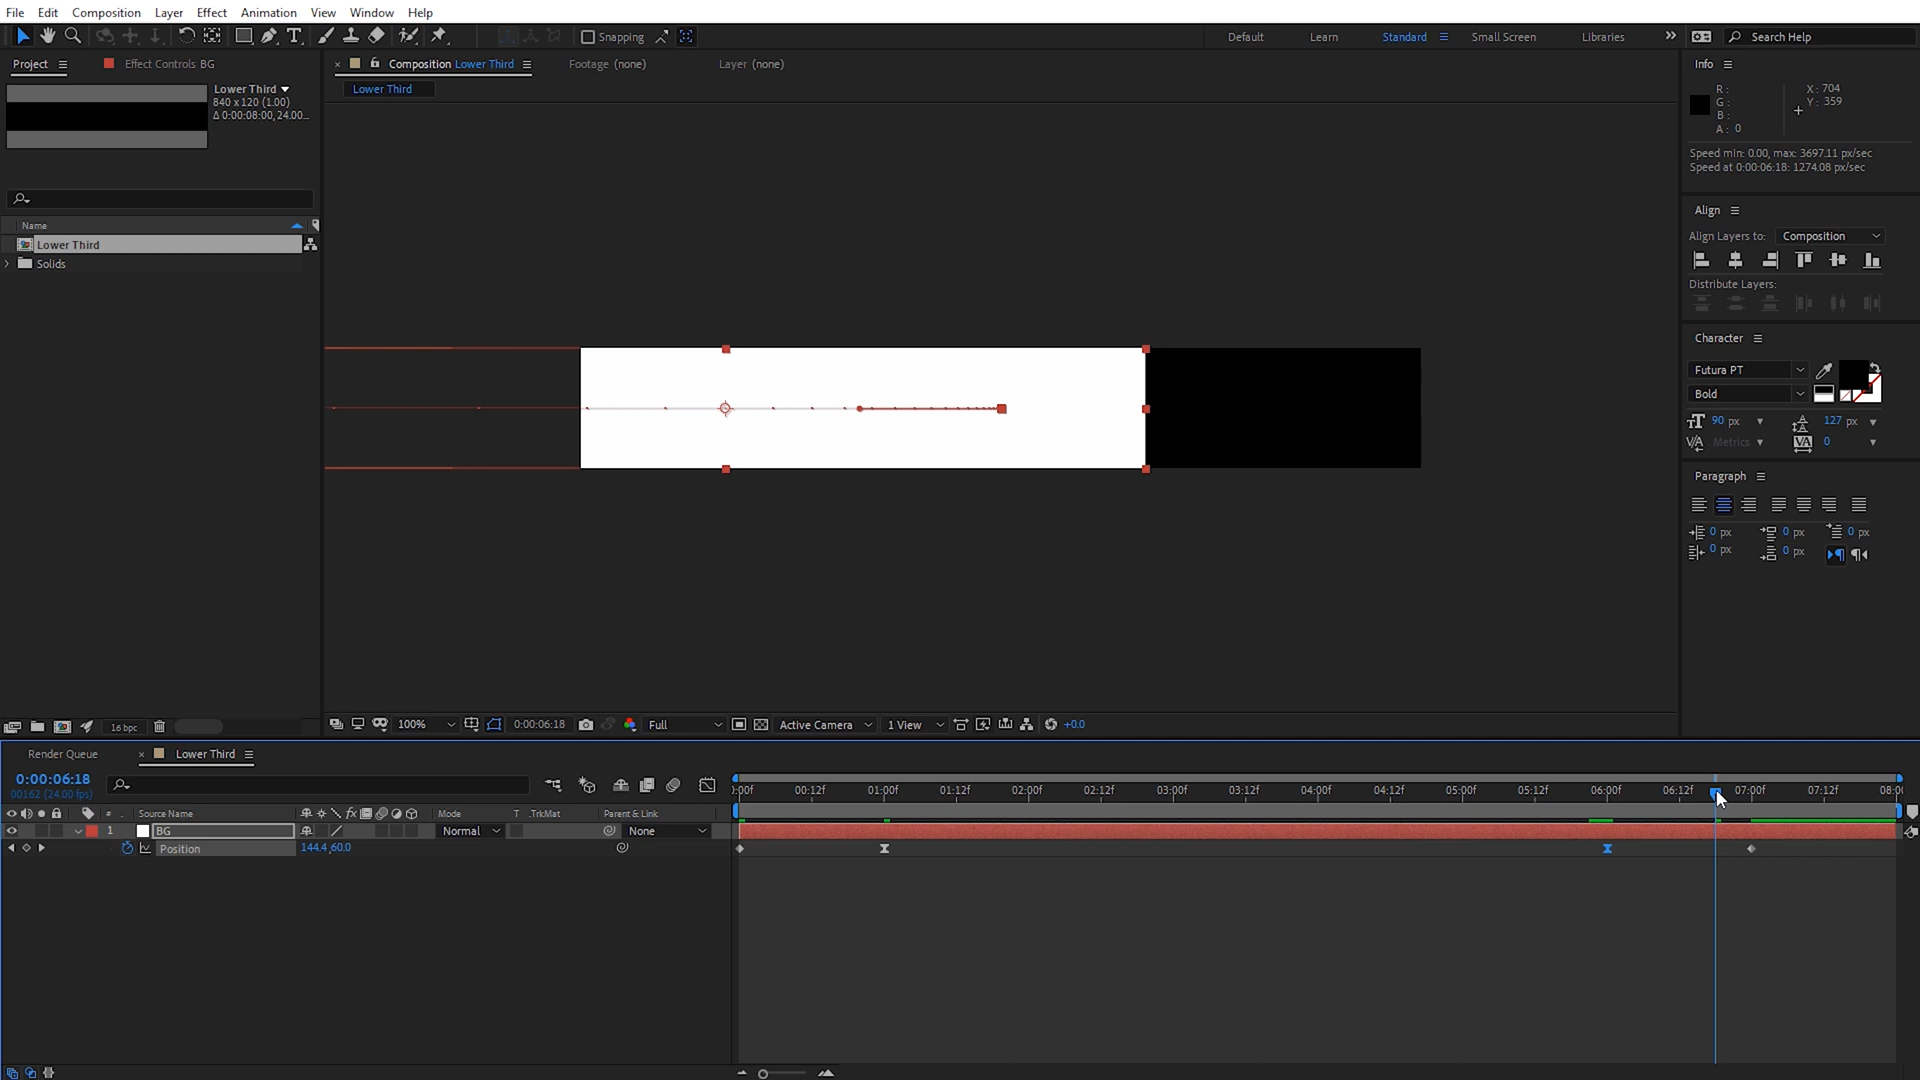 File Edit Composition Layer Effect Animation View Window Help
Snapping
Default Learn Standard Small Screen Libraries Search Help
Project Effect Controls BG
Composition Lower Third Footage (none) Layer (none)
Info
Lower Third
840 x 120 (1.00)
Δ 0:00:08:00, 24.00...
Lower Third
R :
G :
B :
A : 0
X : 704
Y : 359
Speed min: 0.00, max: 3697.11 px/sec
Speed at 0:00:06:18: 1274.08 px/sec
Name
Lower Third
Solids
Align
Align Layers to: Composition
Distribute Layers:
Character
Futura PT
Bold
90 px 127 px
Metrics 0
Paragraph
0 px 0 px 0 px
0 px 0 px
16 bpc
100% 0:00:06:18 Full Active Camera 1 View +0.0
Render Queue Lower Third
0:00:06:18
00162 (24.00 fps)
:00f 00:12f 01:00f 01:12f 02:00f 02:12f 03:00f 03:12f 04:00f 04:12f 05:00f 05:12f 06:00f 06:12f 07:00f 07:12f 08:0
# Source Name Mode T .TrkMat Parent & Link
1 BG Normal None
Position 144.4,60.0